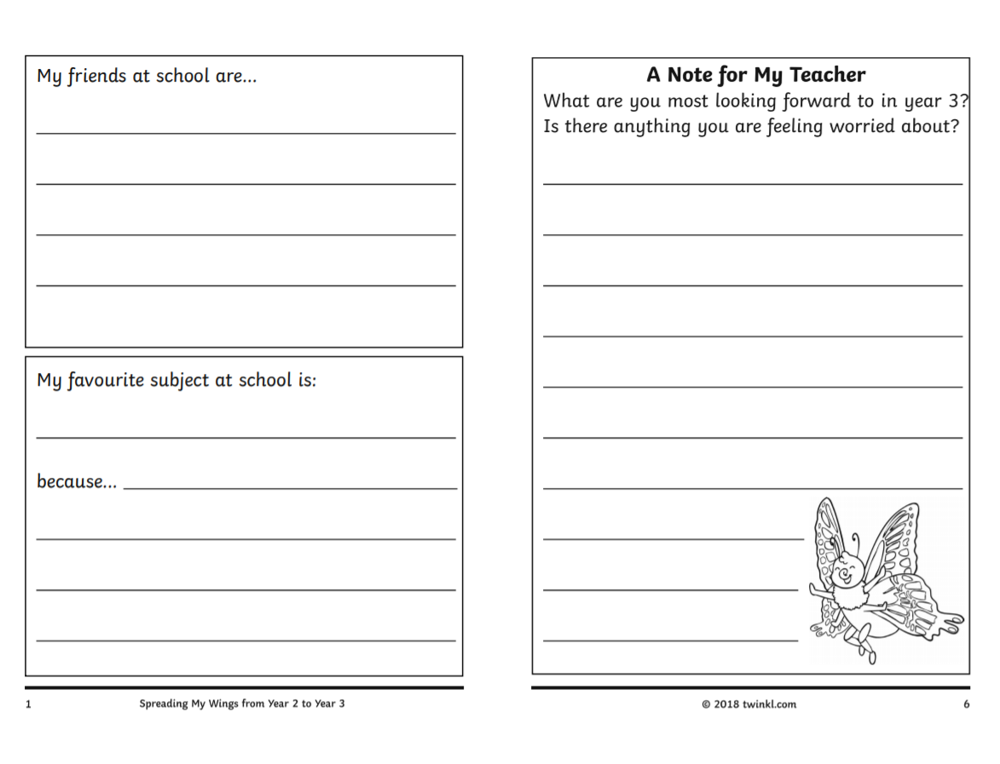 My friends at school are...
My favourite subject at school is:
because...
1
Spreading My Wings from Year 2 to Year 3
A Note for My Teacher
What are you most looking forward to in year 3?
Is there anything you are feeling worried about?
© 2018 twinkl.com
6